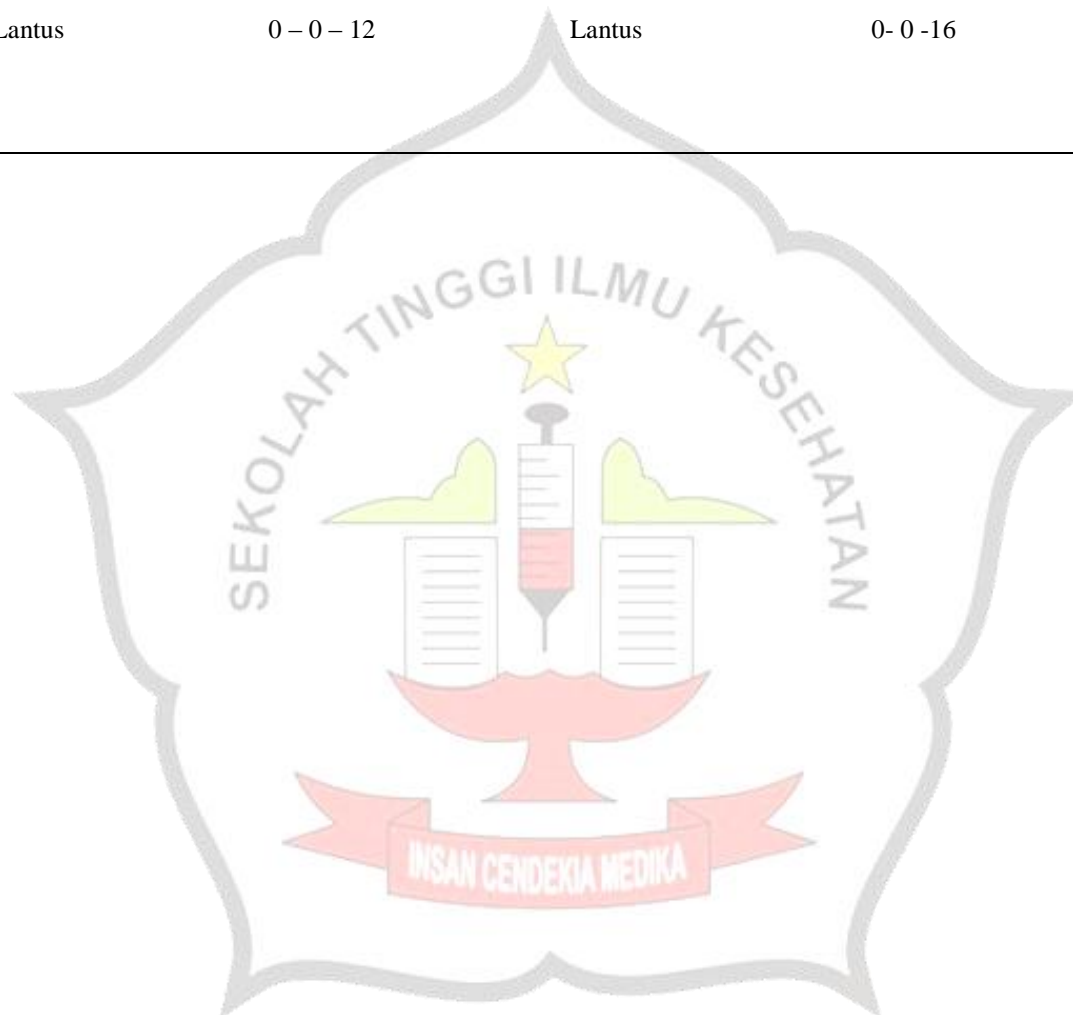 Lantus 0 – 0 – 12 Lantus 0- 0 -16
SEKOLAH TINGGI ILMU KESEHATAN
INSAN CENDEKIA MEDIKA